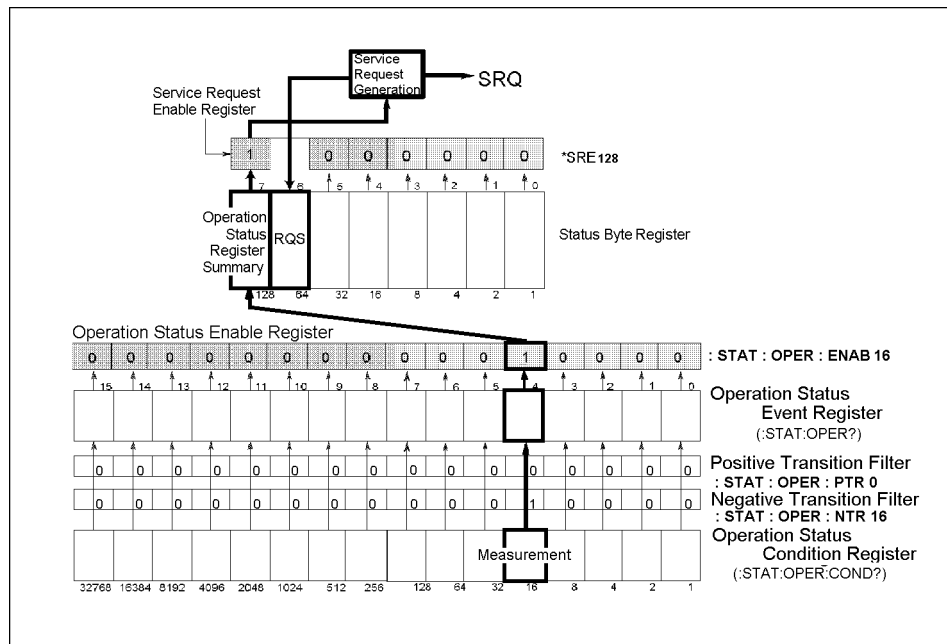 Service
Request
Generation
SRQ
Service Request
Enable Register
1 0 0 0 0 0 0
*SRE 128
7 6 5 4 3 2 1 0
Operation
Status
Register
Summary
RQS
Status Byte Register
128 64 32 16 8 4 2 1
Operation Status Enable Register
0 0 0 0 0 0 0 0 0 0 0 1 0 0 0 0
: STAT : OPER : ENAB 16
15 14 13 12 11 10 9 8 7 6 5 4 3 2 1 0
Operation Status
Event Register
(:STAT:OPER?)
0 0 0 0 0 0 0 0 0 0 0 0 0 0 0 0
Positive Transition Filter
: STAT : OPER : PTR 0
0 0 0 0 0 0 0 0 0 0 0 1 0 0 0 0
Negative Transition Filter
: STAT : OPER : NTR 16
Operation Status
Condition Register
(:STAT:OPER:COND?)
Measurement
32768 16384 8192 4096 2048 1024 512 256 128 64 32 16 8 4 2 1